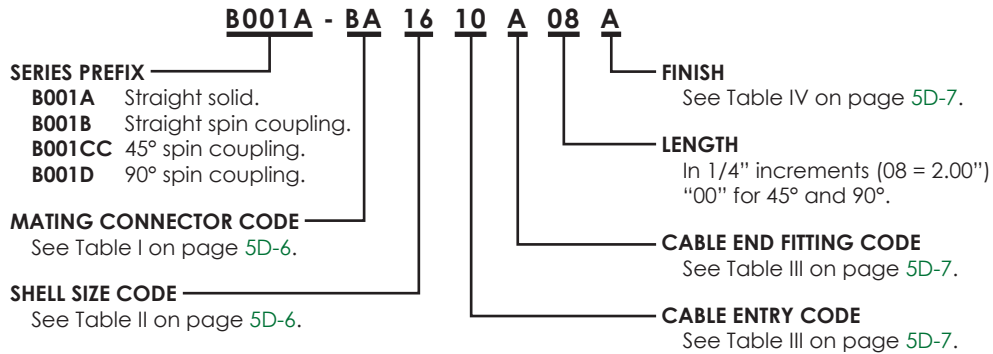 B001A - BA 16 10 A 08 A
SERIES PREFIX
B001A Straight solid.
B001B Straight spin coupling.
B001CC 45° spin coupling.
B001D 90° spin coupling.
MATING CONNECTOR CODE
See Table I on page 5D-6.
SHELL SIZE CODE
See Table II on page 5D-6.
FINISH
See Table IV on page 5D-7.
LENGTH
In 1/4” increments (08 = 2.00”)
“00” for 45° and 90°.
CABLE END FITTING CODE
See Table III on page 5D-7.
CABLE ENTRY CODE
See Table III on page 5D-7.